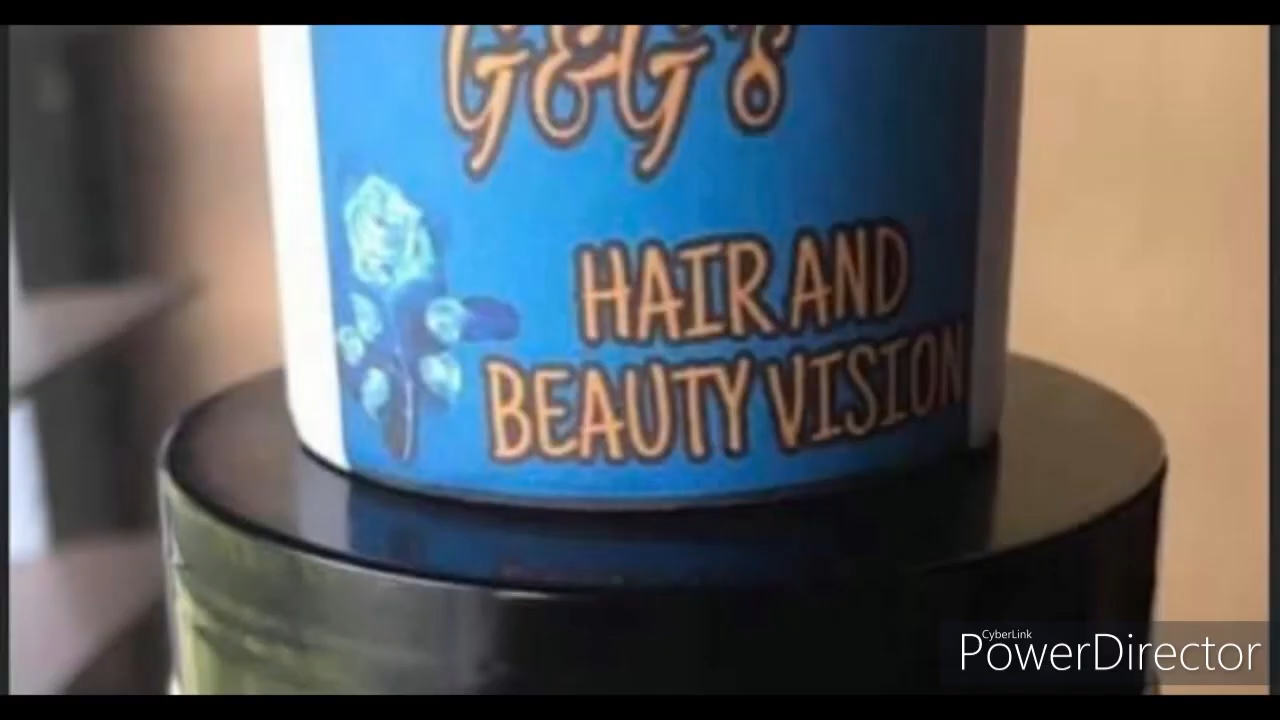 G&G's
HAIR AND
BEAUTY VISION
CyberLink
PowerDirector